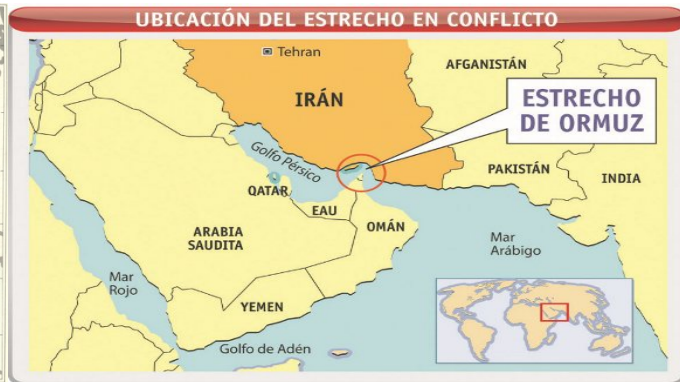 UBICACIÓN DEL ESTRECHO EN CONFLICTO
Tehran
AFGANISTÁN
IRÁN
ESTRECHO
DE ORMUZ
Golfo Pérsico
PAKISTÁN
INDIA
QATAR
EAU
OMÁN
ARABIA
SAUDITA
Mar
Arábigo
Mar
Rojo
YEMEN
Golfo de Adén